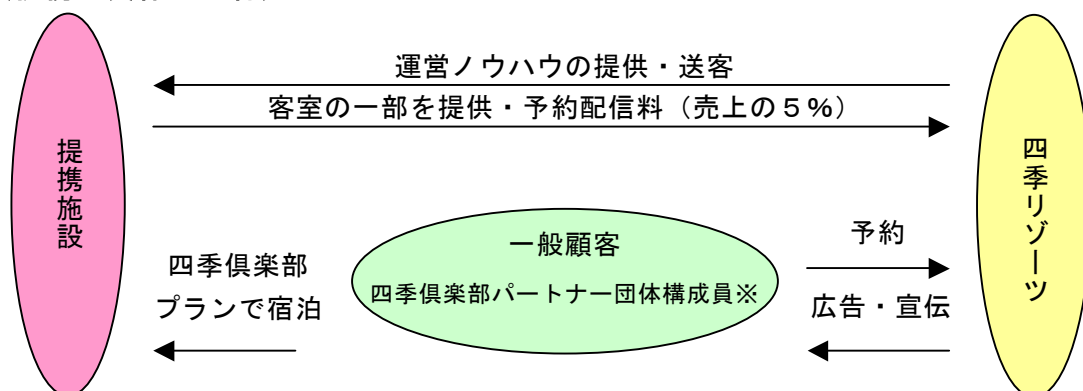 運営ノウハウの提供・送客
客室の一部を提供・予約配信料（売上の５％）
提携施設
四季リゾーツ
一般顧客
四季倶楽部パートナー団体構成員※
予約
広告・宣伝
四季倶楽部
プランで宿泊